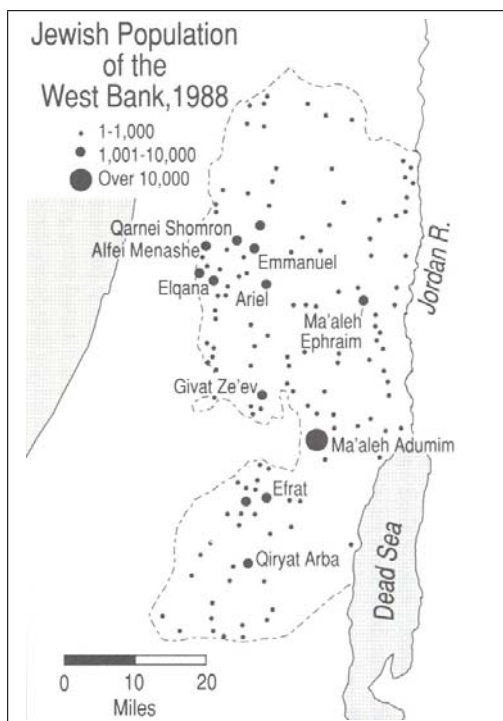 Jewish Population
of the
West Bank,1988
1-1,000
1,001-10,000
Over 10,000
Qarnei Shomron
Alfei Menashe
Emmanuel
Elqana
Ariel
Ma'aleh
Ephraim
Jordan R.
Givat Ze'ev
Ma'aleh Adumim
Efrat
Qiryat Arba
Dead Sea
0 10 20
Miles